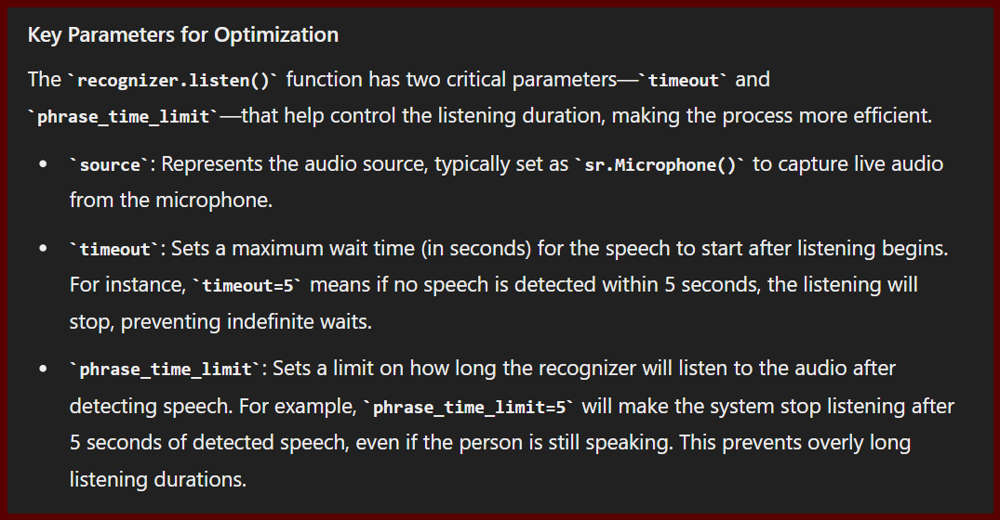 Key Parameters for Optimization
The `recognizer.listen()` function has two critical parameters—`timeout` and
`phrase_time_limit`—that help control the listening duration, making the process more efficient.
• `source`: Represents the audio source, typically set as `sr.Microphone()` to capture live audio
from the microphone.
• `timeout`: Sets a maximum wait time (in seconds) for the speech to start after listening begins.
For instance, `timeout=5` means if no speech is detected within 5 seconds, the listening will
stop, preventing indefinite waits.
• `phrase_time_limit`: Sets a limit on how long the recognizer will listen to the audio after
detecting speech. For example, `phrase_time_limit=5` will make the system stop listening after
5 seconds of detected speech, even if the person is still speaking. This prevents overly long
listening durations.